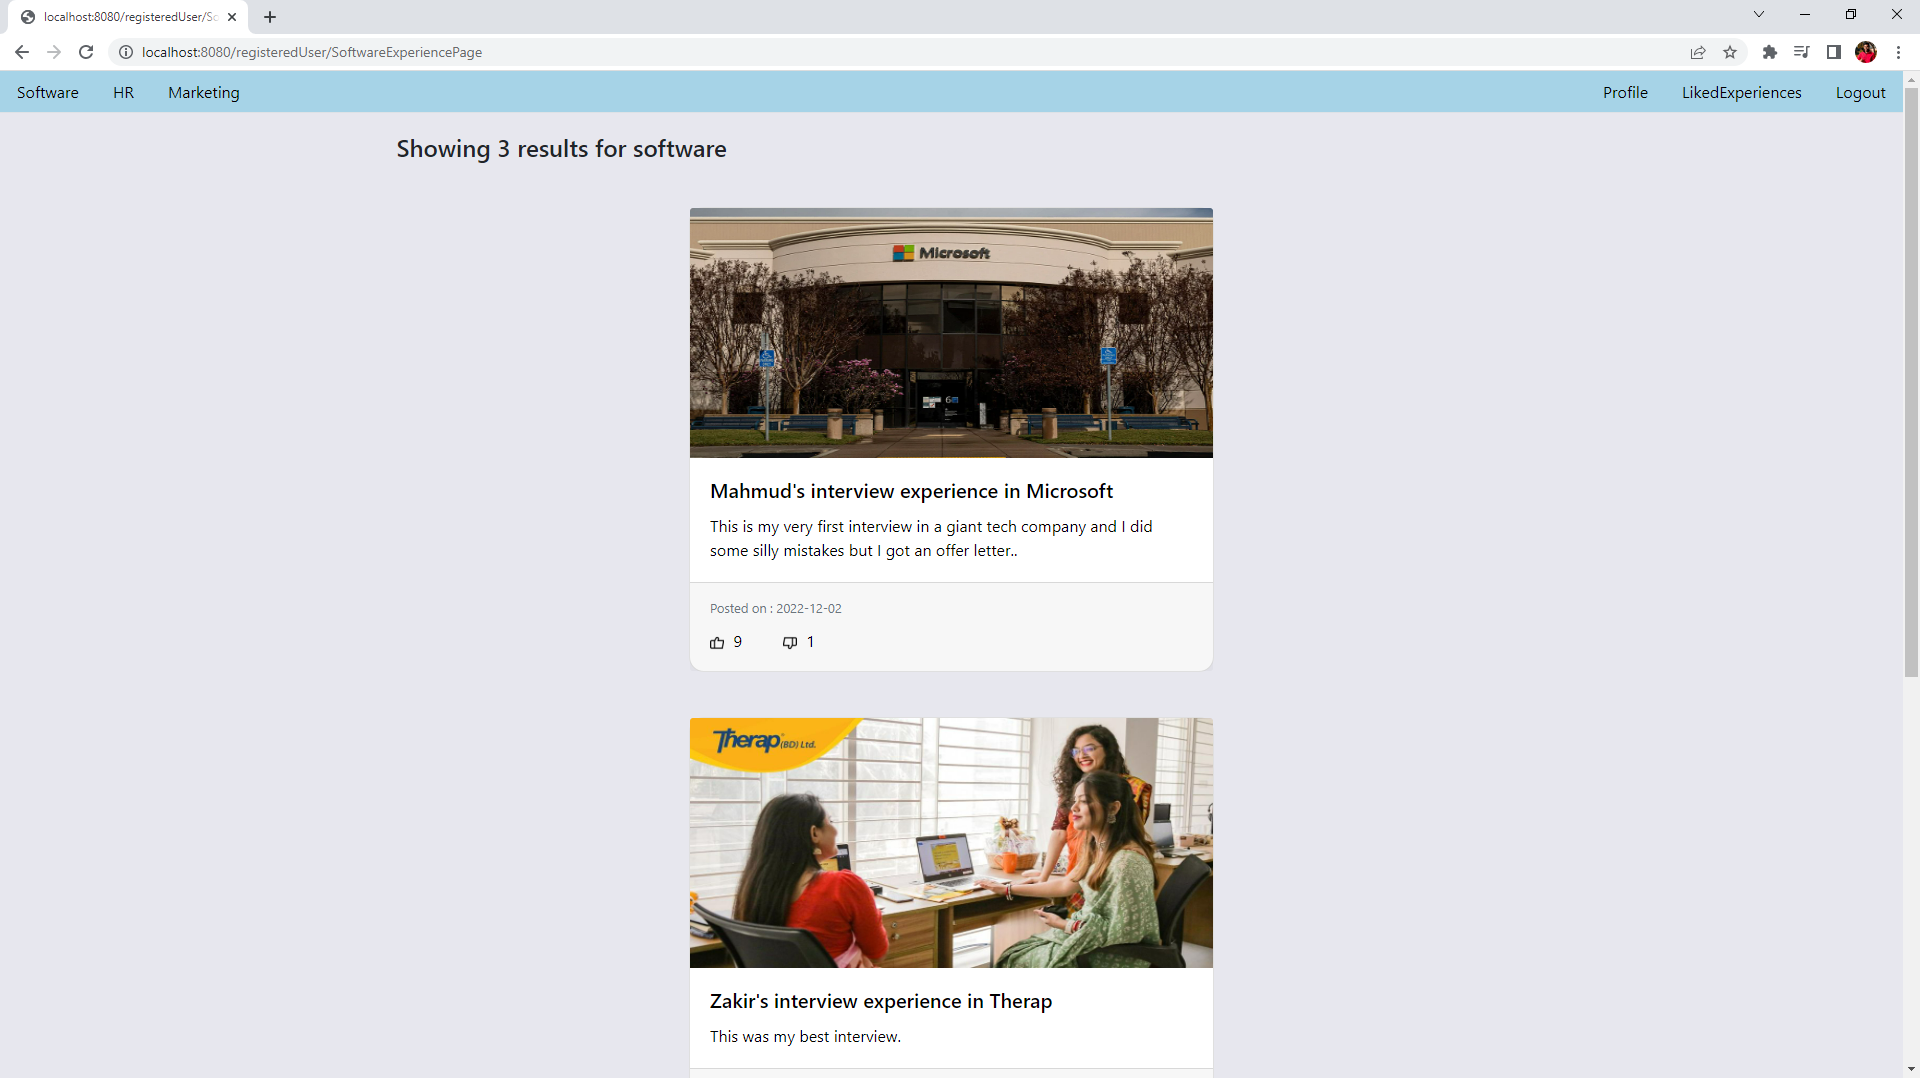 localhost:8080/registeredUser/So
localhost:8080/registeredUser/SoftwareExperiencePage
Software HR Marketing Profile LikedExperiences Logout
Showing 3 results for software
Microsoft
6
Mahmud's interview experience in Microsoft
This is my very first interview in a giant tech company and I did
some silly mistakes but I got an offer letter..
Posted on : 2022-12-02
9 1
Therap (BD) Ltd.
Zakir's interview experience in Therap
This was my best interview.